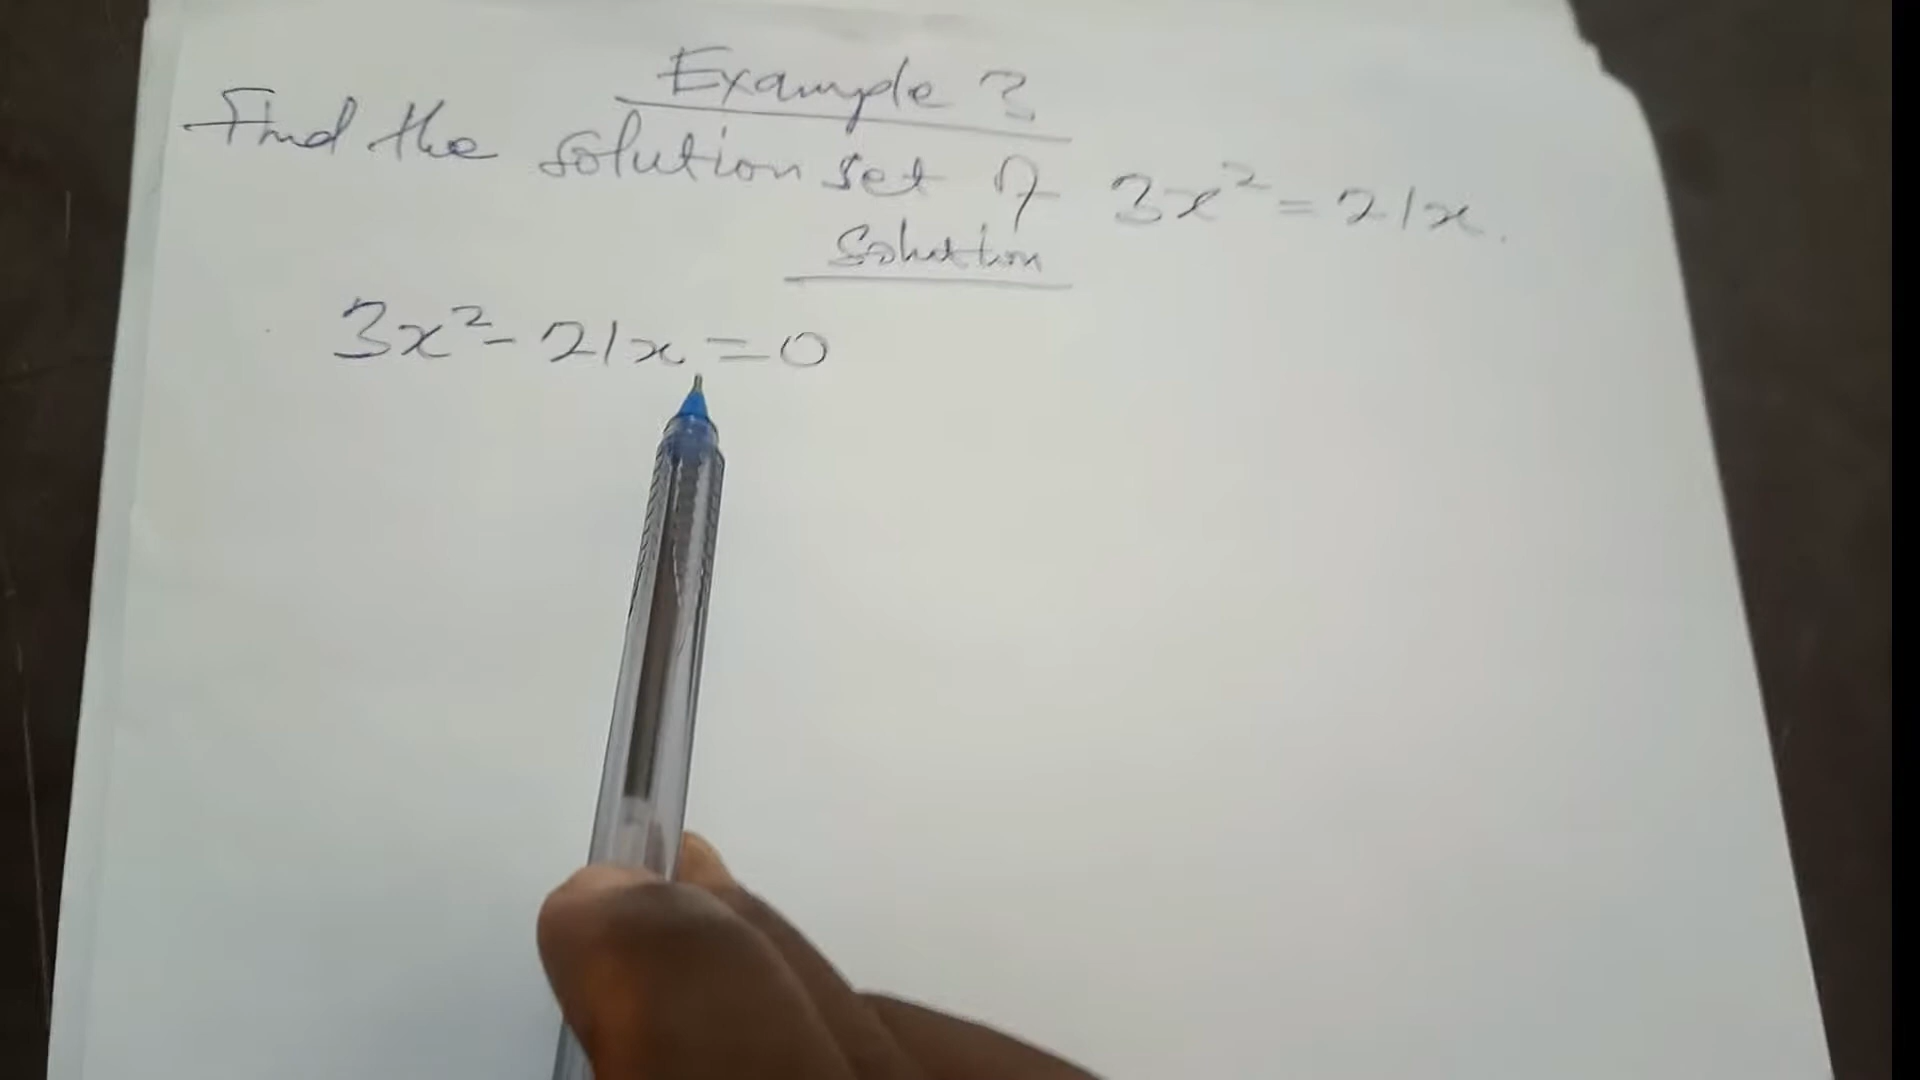 Example 3
Find the solution set of 3x² = 21x.
Solution
3x² - 21x = 0